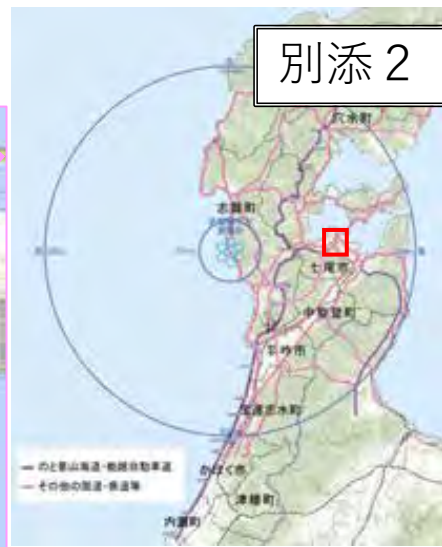 別添2
穴水町
志賀町
七尾市
中能登町
羽咋市
宝達志水町
のと里山海道・能越自動車道
その他の国道・県道等
かほく市
津幡町
内灘町